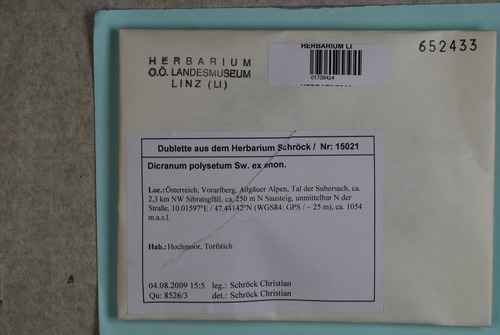 HERBARIUM LI
01708424
HERBARIUM LI
652433
HERBARIUM
O.Ö. LANDESMUSEUM
LINZ (LI)
Dublette aus dem Herbarium Schröck / Nr: 15021
Dicranum polysetum Sw. ex anon.
Loc.:Österreich, Vorarlberg, Allgäuer Alpen, Tal der Subersach, ca.
2,3 km NW Sibratsgfäll, ca. 250 m N Sausteig, unmittelbar N der
Straße, 10.01597°E / 47.44142°N (WGS84: GPS / ~ 25 m), ca. 1054
m.a.s.l.
Hab.:Hochmoor, Torfstich
04.08.2009 15:5 leg.: Schröck Christian
Qu: 8526/3 det.: Schröck Christian